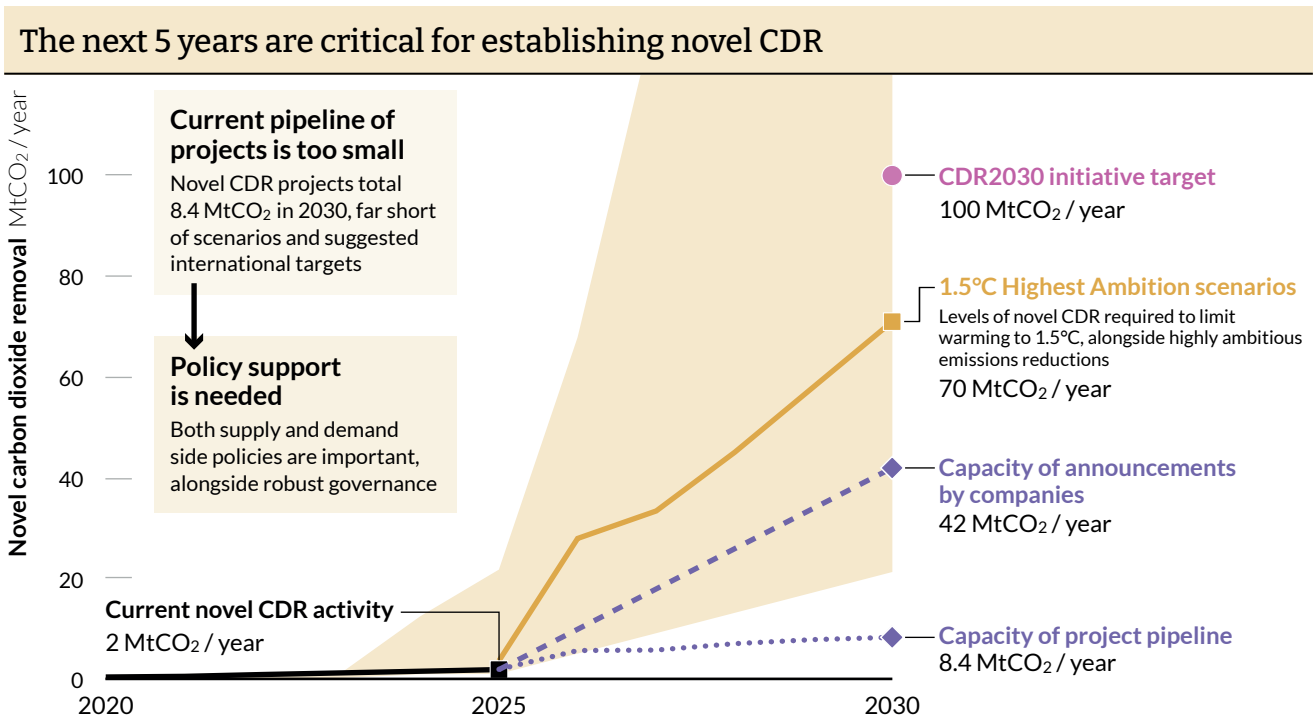 The next 5 years are critical for establishing novel CDR
Novel carbon dioxide removal MtCO₂ / year
100
80
60
40
20
0
2020
2025
2030
Current pipeline of
projects is too small
Novel CDR projects total
8.4 MtCO₂ in 2030, far short
of scenarios and suggested
international targets
Policy support
is needed
Both supply and demand
side policies are important,
alongside robust governance
Current novel CDR activity
2 MtCO₂ / year
CDR2030 initiative target
100 MtCO₂ / year
1.5°C Highest Ambition scenarios
Levels of novel CDR required to limit
warming to 1.5°C, alongside highly ambitious
emissions reductions
70 MtCO₂ / year
Capacity of announcements
by companies
42 MtCO₂ / year
Capacity of project pipeline
8.4 MtCO₂ / year